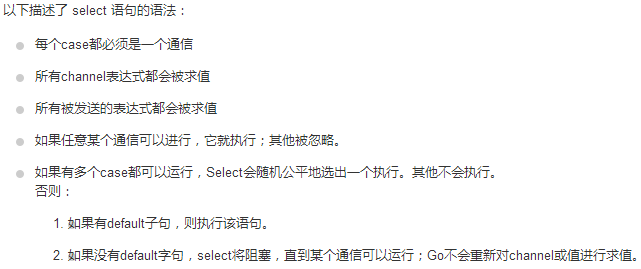 以下描述了 select 语句的语法：
每个case都必须是一个通信
所有channel表达式都会被求值
所有被发送的表达式都会被求值
如果任意某个通信可以进行，它就执行；其他被忽略。
如果有多个case都可以运行，Select会随机公平地选出一个执行。其他不会执行。
否则：
1. 如果有default子句，则执行该语句。
2. 如果没有default字句，select将阻塞，直到某个通信可以运行；Go不会重新对channel或值进行求值。